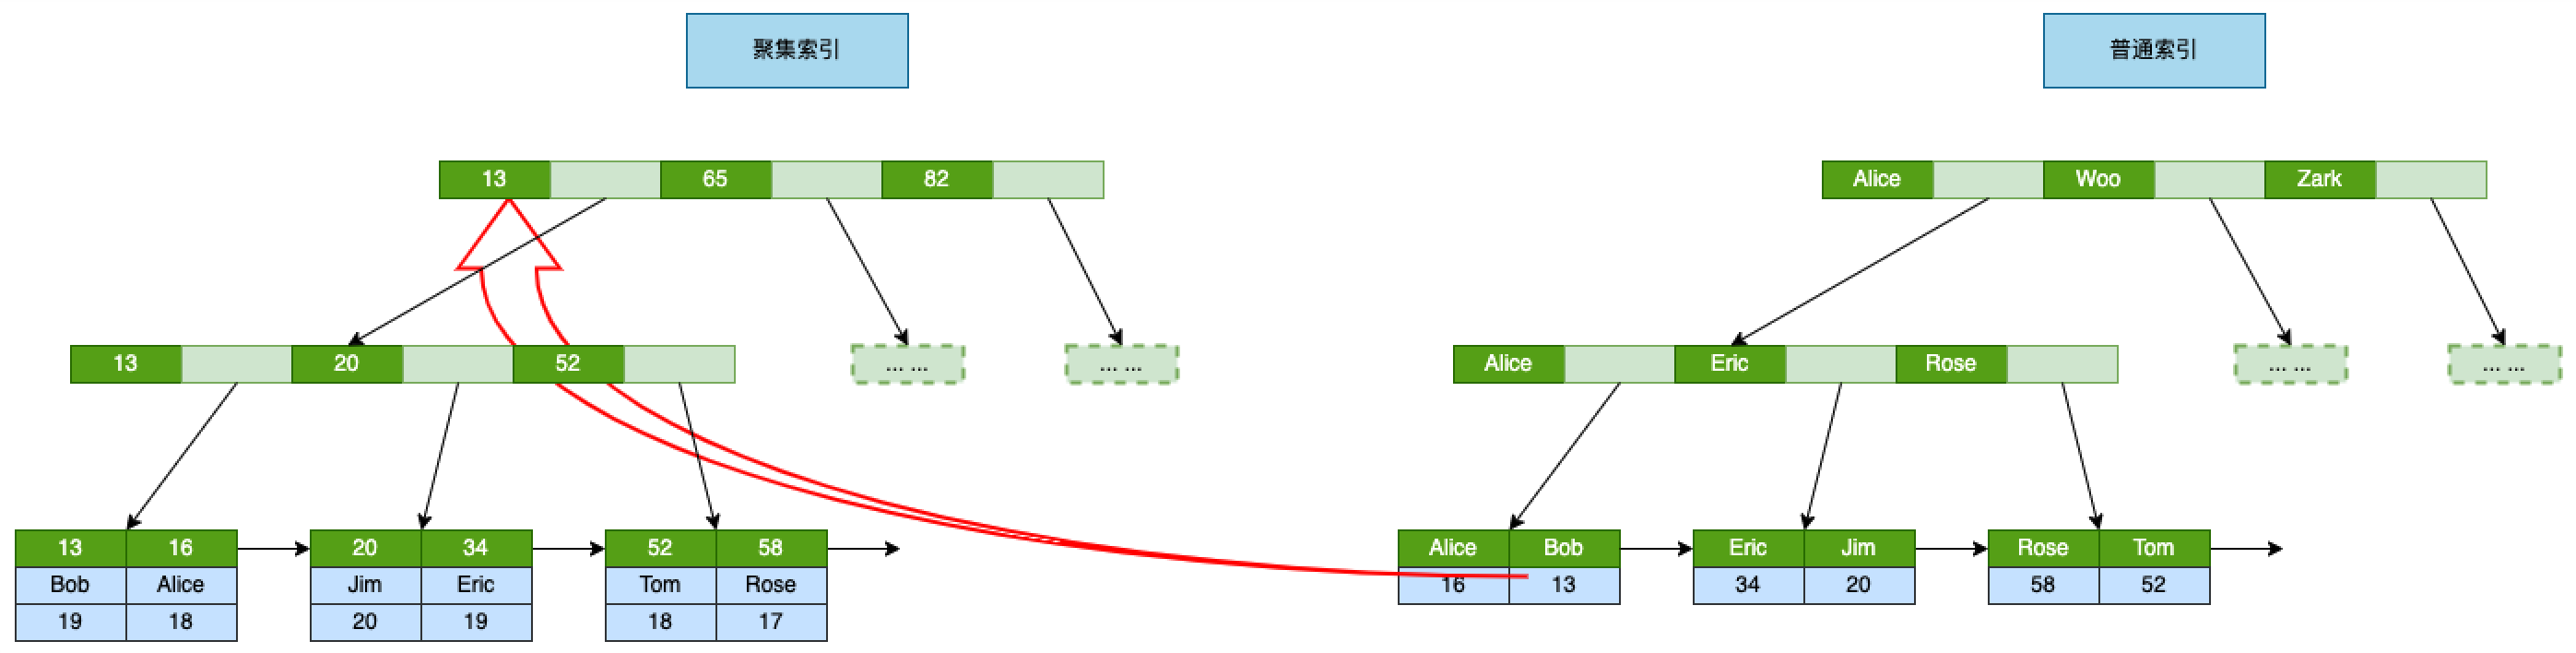 聚集索引
普通索引
13 65 82
Alice Woo Zark
13 20 52
... ...
... ...
Alice Eric Rose
... ...
... ...
13 16
Bob Alice
19 18
20 34
Jim Eric
20 19
52 58
Tom Rose
18 17
Alice Bob
16 13
Eric Jim
34 20
Rose Tom
58 52